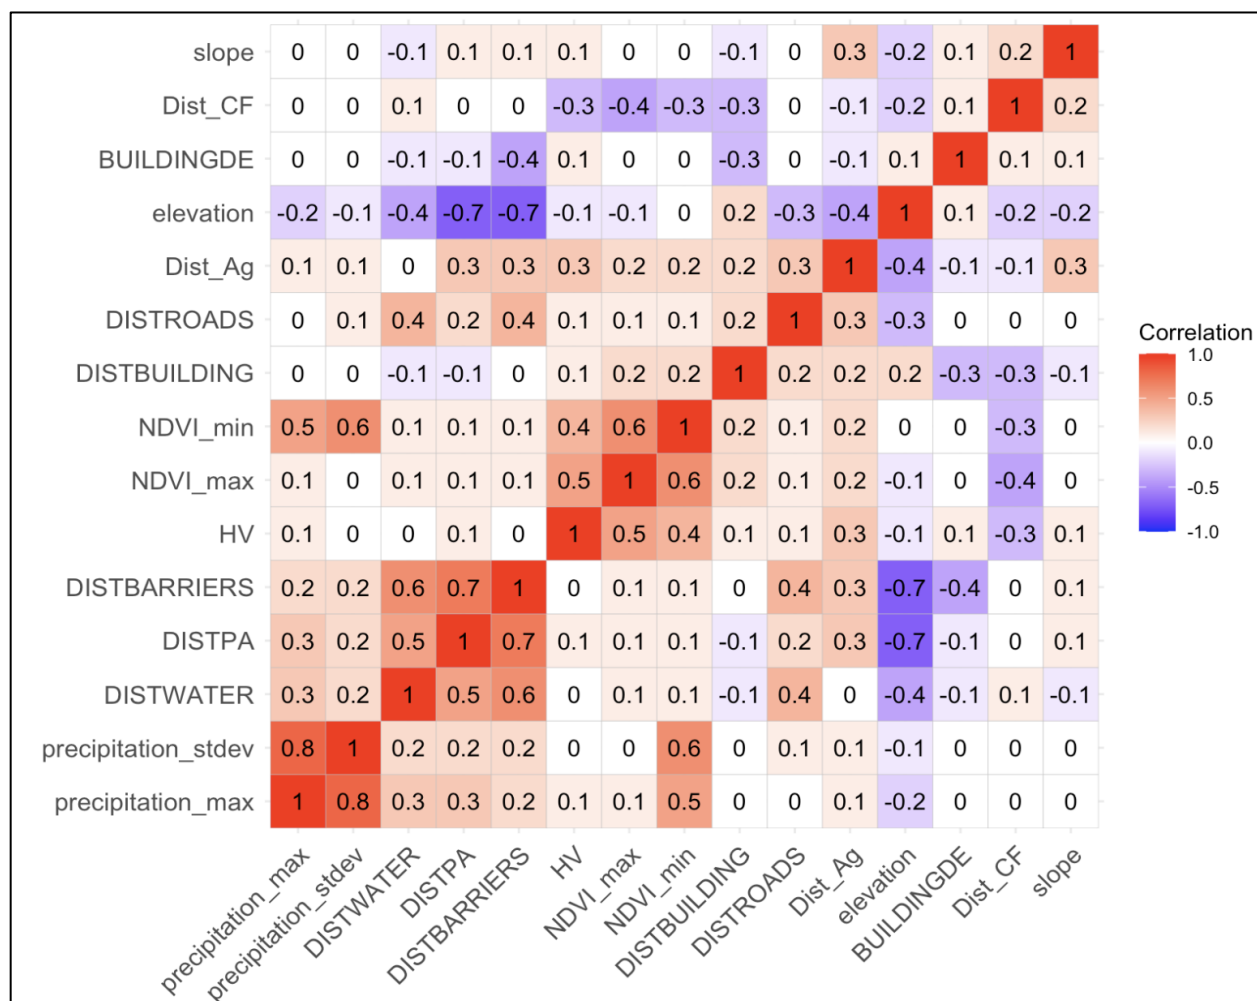 slope 0 0 -0.1 0.1 0.1 0.1 0 0 -0.1 0 0.3 -0.2 0.1 0.2 1
Dist_CF 0 0 0.1 0 0 -0.3 -0.4 -0.3 -0.3 0 -0.1 -0.2 0.1 1 0.2
BUILDINGDE 0 0 -0.1 -0.1 -0.4 0.1 0 0 -0.3 0 -0.1 0.1 1 0.1 0.1
elevation -0.2 -0.1 -0.4 -0.7 -0.7 -0.1 -0.1 0 0.2 -0.3 -0.4 1 0.1 -0.2 -0.2
Dist_Ag 0.1 0.1 0 0.3 0.3 0.3 0.2 0.2 0.2 0.3 1 -0.4 -0.1 -0.1 0.3
DISTROADS 0 0.1 0.4 0.2 0.4 0.1 0.1 0.1 0.2 1 0.3 -0.3 0 0 0
DISTBUILDING 0 0 -0.1 -0.1 0 0.1 0.2 0.2 1 0.2 0.2 0.2 -0.3 -0.3 -0.1
NDVI_min 0.5 0.6 0.1 0.1 0.1 0.4 0.6 1 0.2 0.1 0.2 0 0 -0.3 0
NDVI_max 0.1 0 0.1 0.1 0.1 0.5 1 0.6 0.2 0.1 0.2 -0.1 0 -0.4 0
HV 0.1 0 0 0.1 0 1 0.5 0.4 0.1 0.1 0.3 -0.1 0.1 -0.3 0.1
DISTBARRIERS 0.2 0.2 0.6 0.7 1 0 0.1 0.1 0 0.4 0.3 -0.7 -0.4 0 0.1
DISTPA 0.3 0.2 0.5 1 0.7 0.1 0.1 0.1 -0.1 0.2 0.3 -0.7 -0.1 0 0.1
DISTWATER 0.3 0.2 1 0.5 0.6 0 0.1 0.1 -0.1 0.4 0 -0.4 -0.1 0.1 -0.1
precipitation_stdev 0.8 1 0.2 0.2 0.2 0 0 0.6 0 0.1 0.1 -0.1 0 0 0
precipitation_max 1 0.8 0.3 0.3 0.2 0.1 0.1 0.5 0 0 0.1 -0.2 0 0 0
precipitation_max
precipitation_stdev
DISTWATER
DISTPA
DISTBARRIERS
HV
NDVI_max
NDVI_min
DISTBUILDING
DISTROADS
Dist_Ag
elevation
BUILDINGDE
Dist_CF
slope
Correlation
1.0
0.5
0.0
-0.5
-1.0